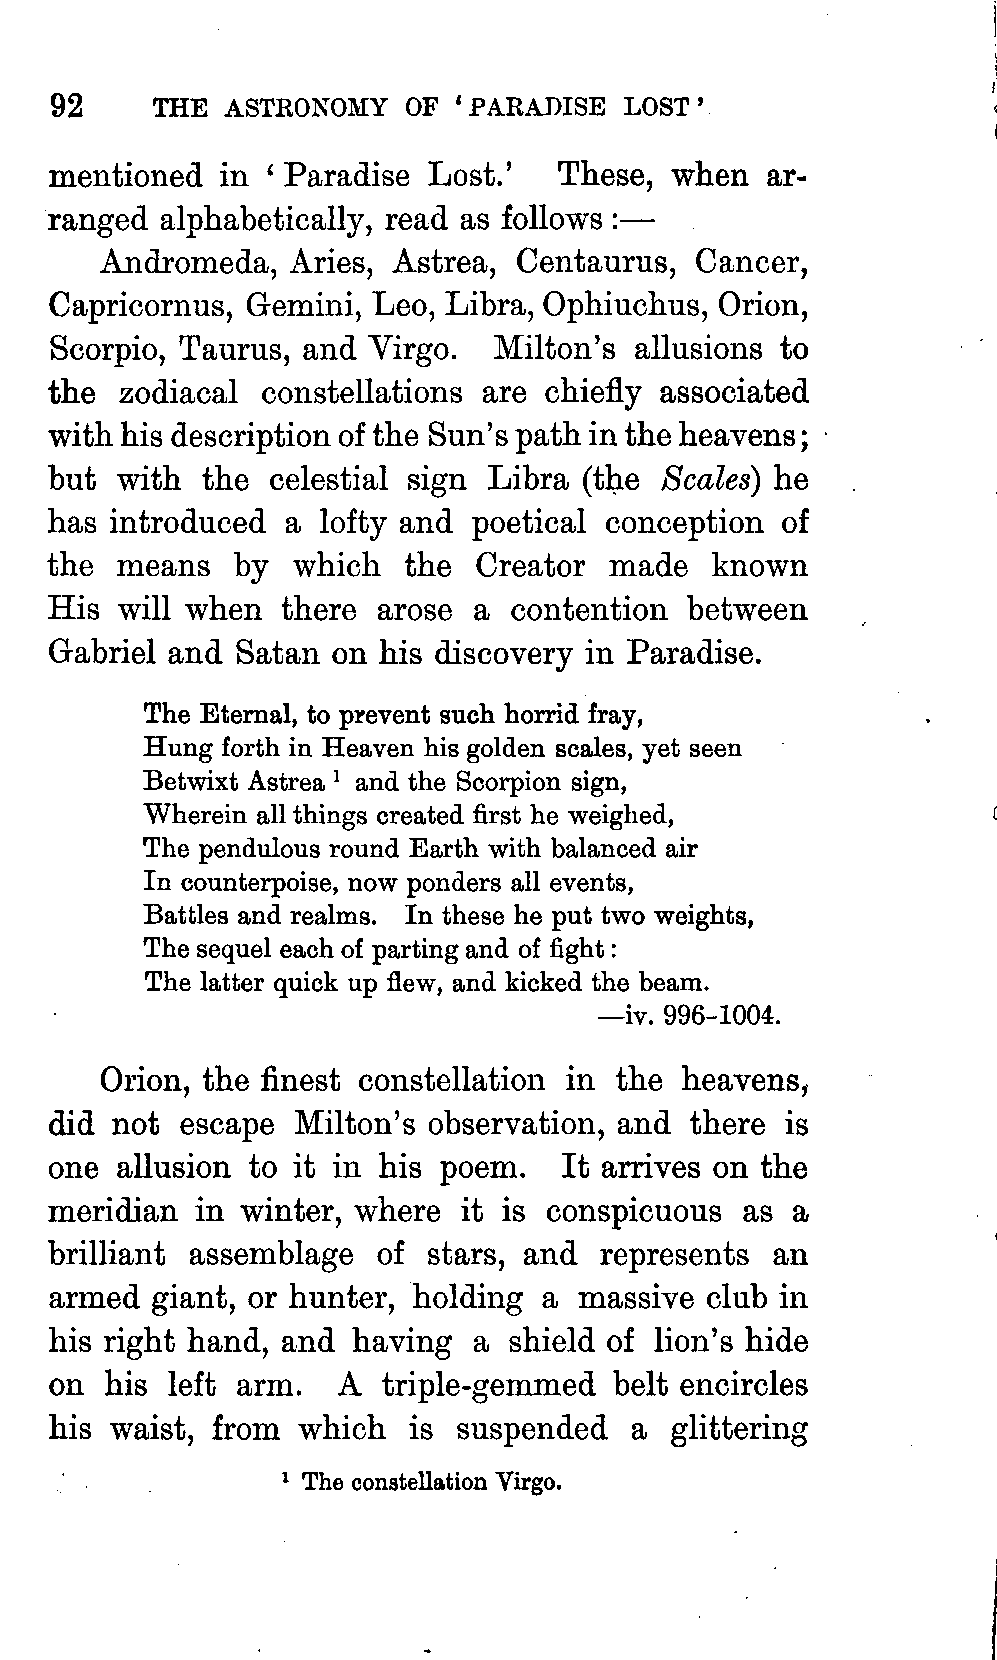 92 THE ASTRONOMY OF ‘PARADISE LOST’
mentioned in ‘Paradise Lost.’ These, when ar-
ranged alphabetically, read as follows :—
Andromeda, Aries, Astrea, Centaurus, Cancer,
Capricornus, Gemini, Leo, Libra, Ophiuchus, Orion,
Scorpio, Taurus, and Virgo. Milton’s allusions to
the zodiacal constellations are chiefly associated
with his description of the Sun’s path in the heavens;
but with the celestial sign Libra (the Scales) he
has introduced a lofty and poetical conception of
the means by which the Creator made known
His will when there arose a contention between
Gabriel and Satan on his discovery in Paradise.
The Eternal, to prevent such horrid fray,
Hung forth in Heaven his golden scales, yet seen
Betwixt Astrea ¹ and the Scorpion sign,
Wherein all things created first he weighed,
The pendulous round Earth with balanced air
In counterpoise, now ponders all events,
Battles and realms. In these he put two weights,
The sequel each of parting and of fight :
The latter quick up flew, and kicked the beam.
—iv. 996–1004.
Orion, the finest constellation in the heavens,
did not escape Milton’s observation, and there is
one allusion to it in his poem. It arrives on the
meridian in winter, where it is conspicuous as a
brilliant assemblage of stars, and represents an
armed giant, or hunter, holding a massive club in
his right hand, and having a shield of lion’s hide
on his left arm. A triple-gemmed belt encircles
his waist, from which is suspended a glittering
¹ The constellation Virgo.